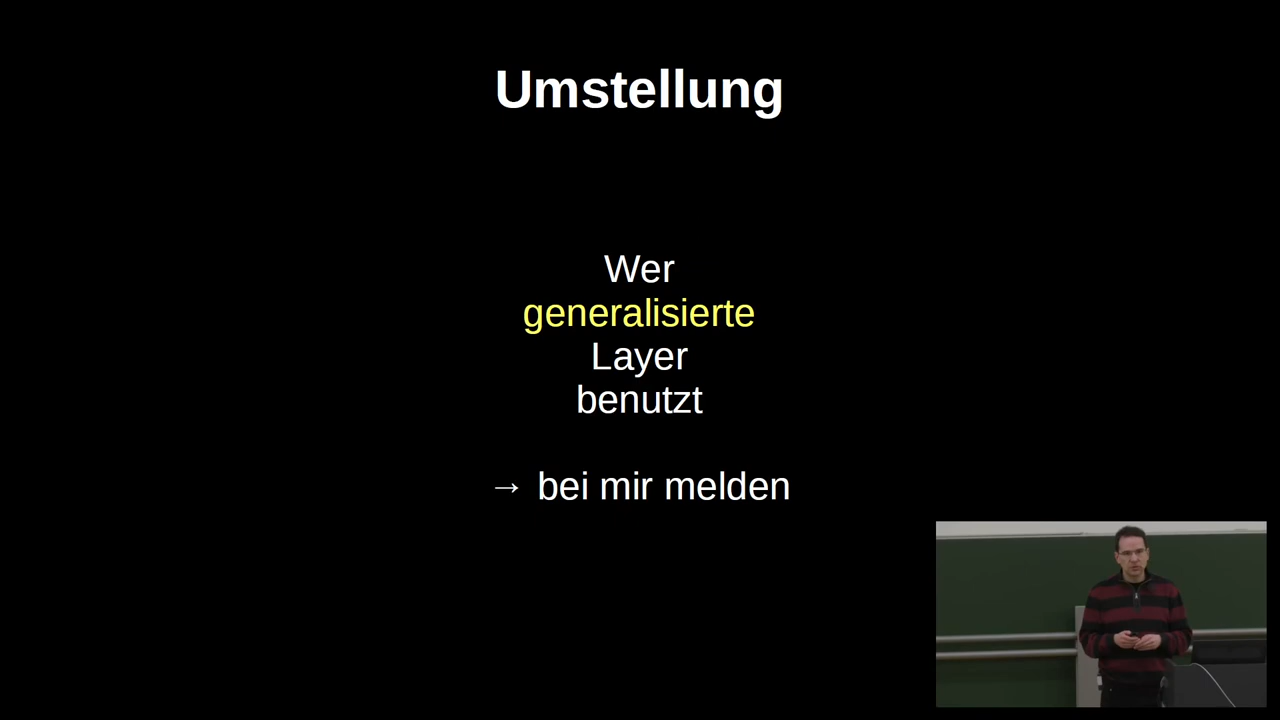 Umstellung
Wer
generalisierte
Layer
benutzt
→ bei mir melden